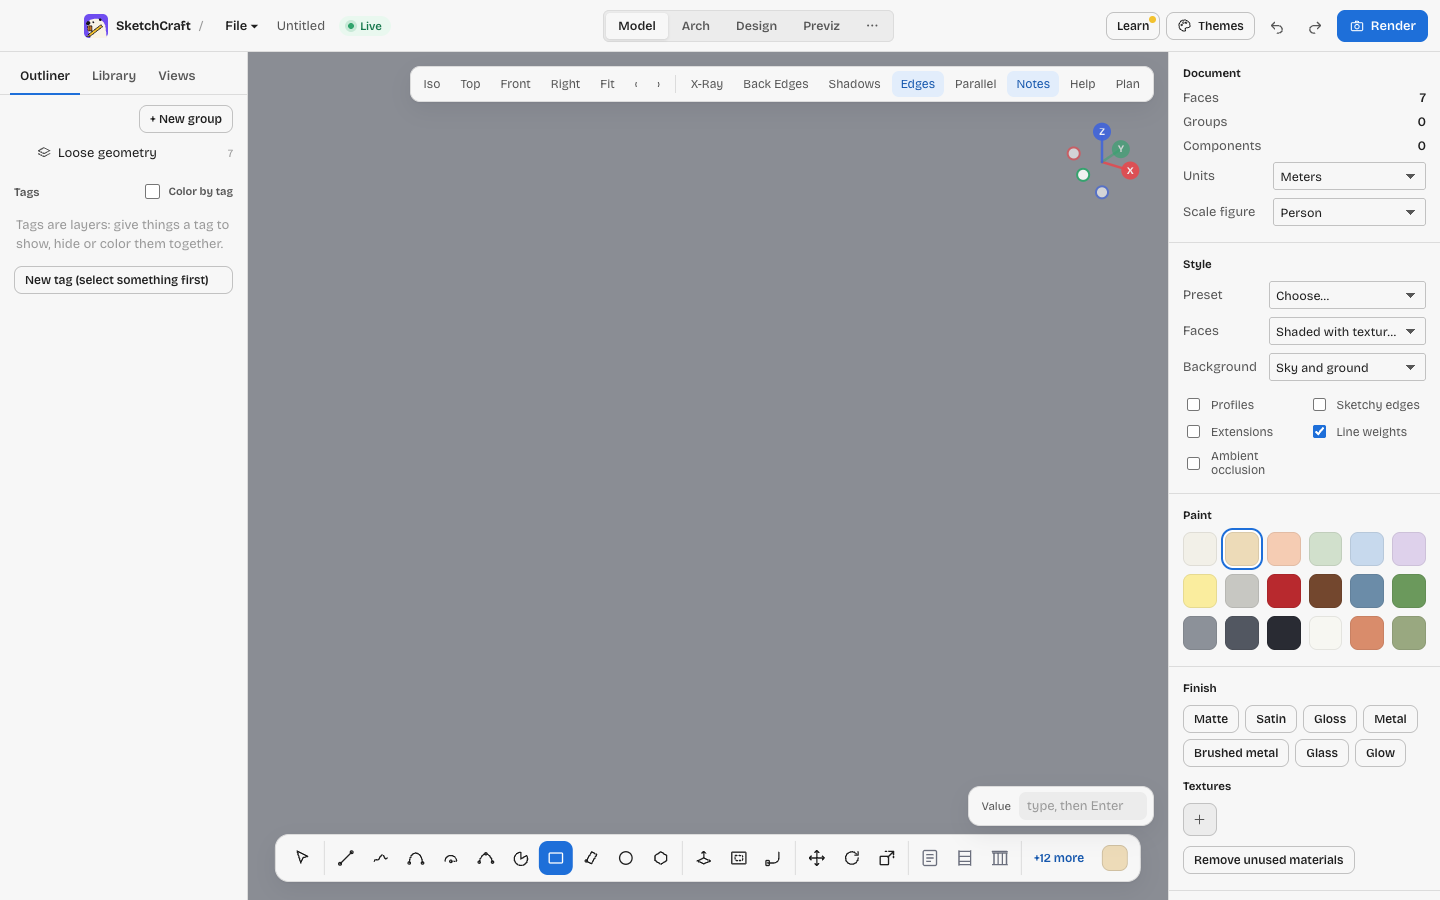 SketchCraft / File Untitled Live
Model Arch Design Previz ···
Learn Themes Render
Outliner Library Views
+ New group
Loose geometry 7
Tags Color by tag
Tags are layers: give things a tag to
show, hide or color them together.
New tag (select something first)
Iso Top Front Right Fit ‹ › X-Ray Back Edges Shadows Edges Parallel Notes Help Plan
Z
Y
X
Value type, then Enter
+12 more
Document
Faces 7
Groups 0
Components 0
Units Meters
Scale figure Person
Style
Preset Choose...
Faces Shaded with textur...
Background Sky and ground
Profiles Sketchy edges
Extensions Line weights
Ambient
occlusion
Paint
Finish
Matte Satin Gloss Metal
Brushed metal Glass Glow
Textures
+
Remove unused materials